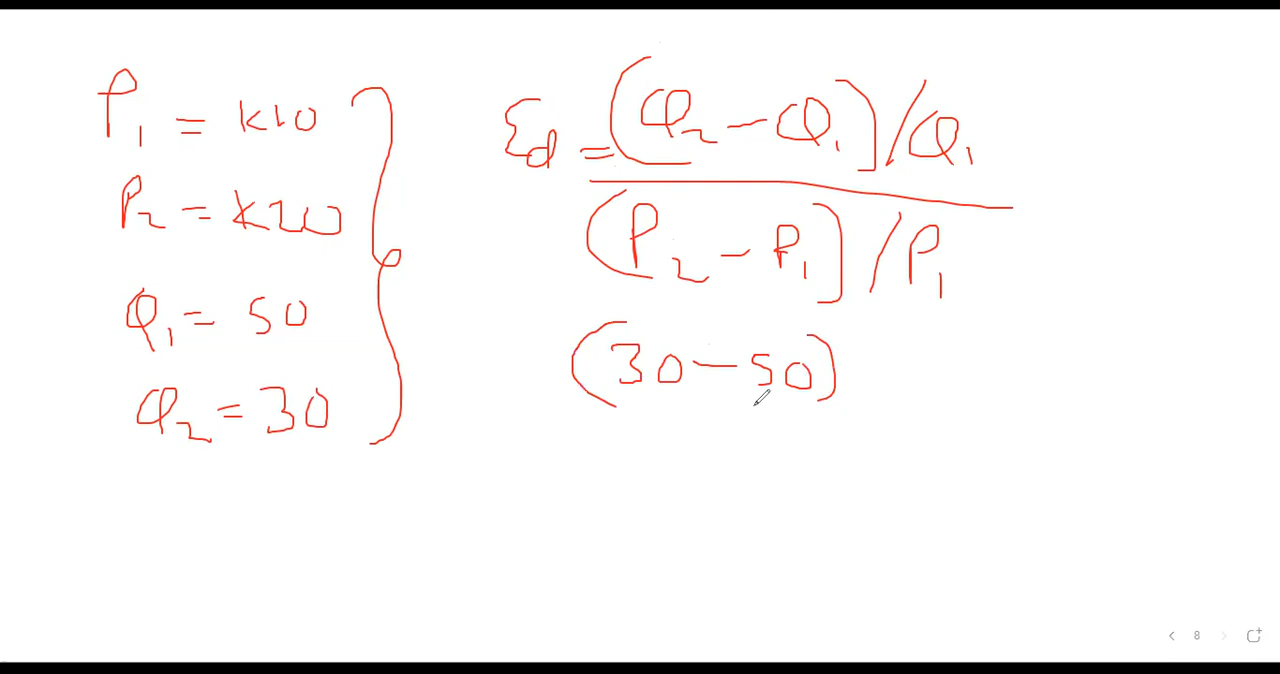 P1 = K10
P2 = K20
Q1 = 50
Q2 = 30
Ed = (Q2 - Q1] / Q1
(P2 - P1] / P1
(30 - 50)
8